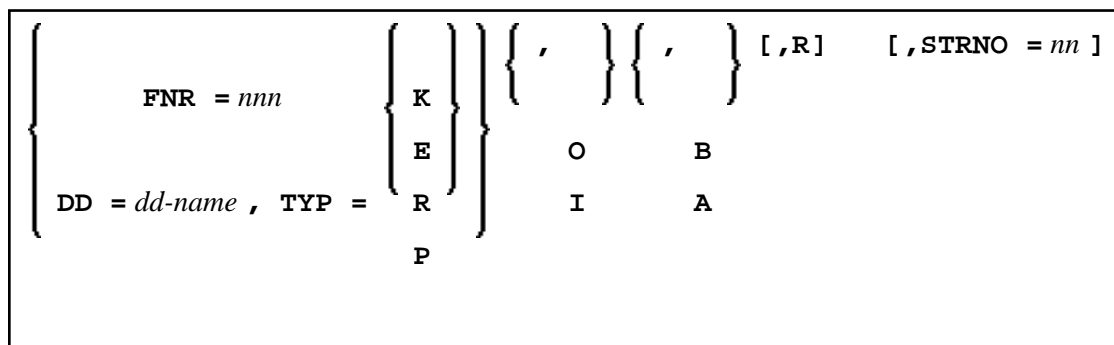 , , [,R] [,STRNO = nn ]
FNR = nnn K
E O B
DD = dd-name , TYP = R I A
P